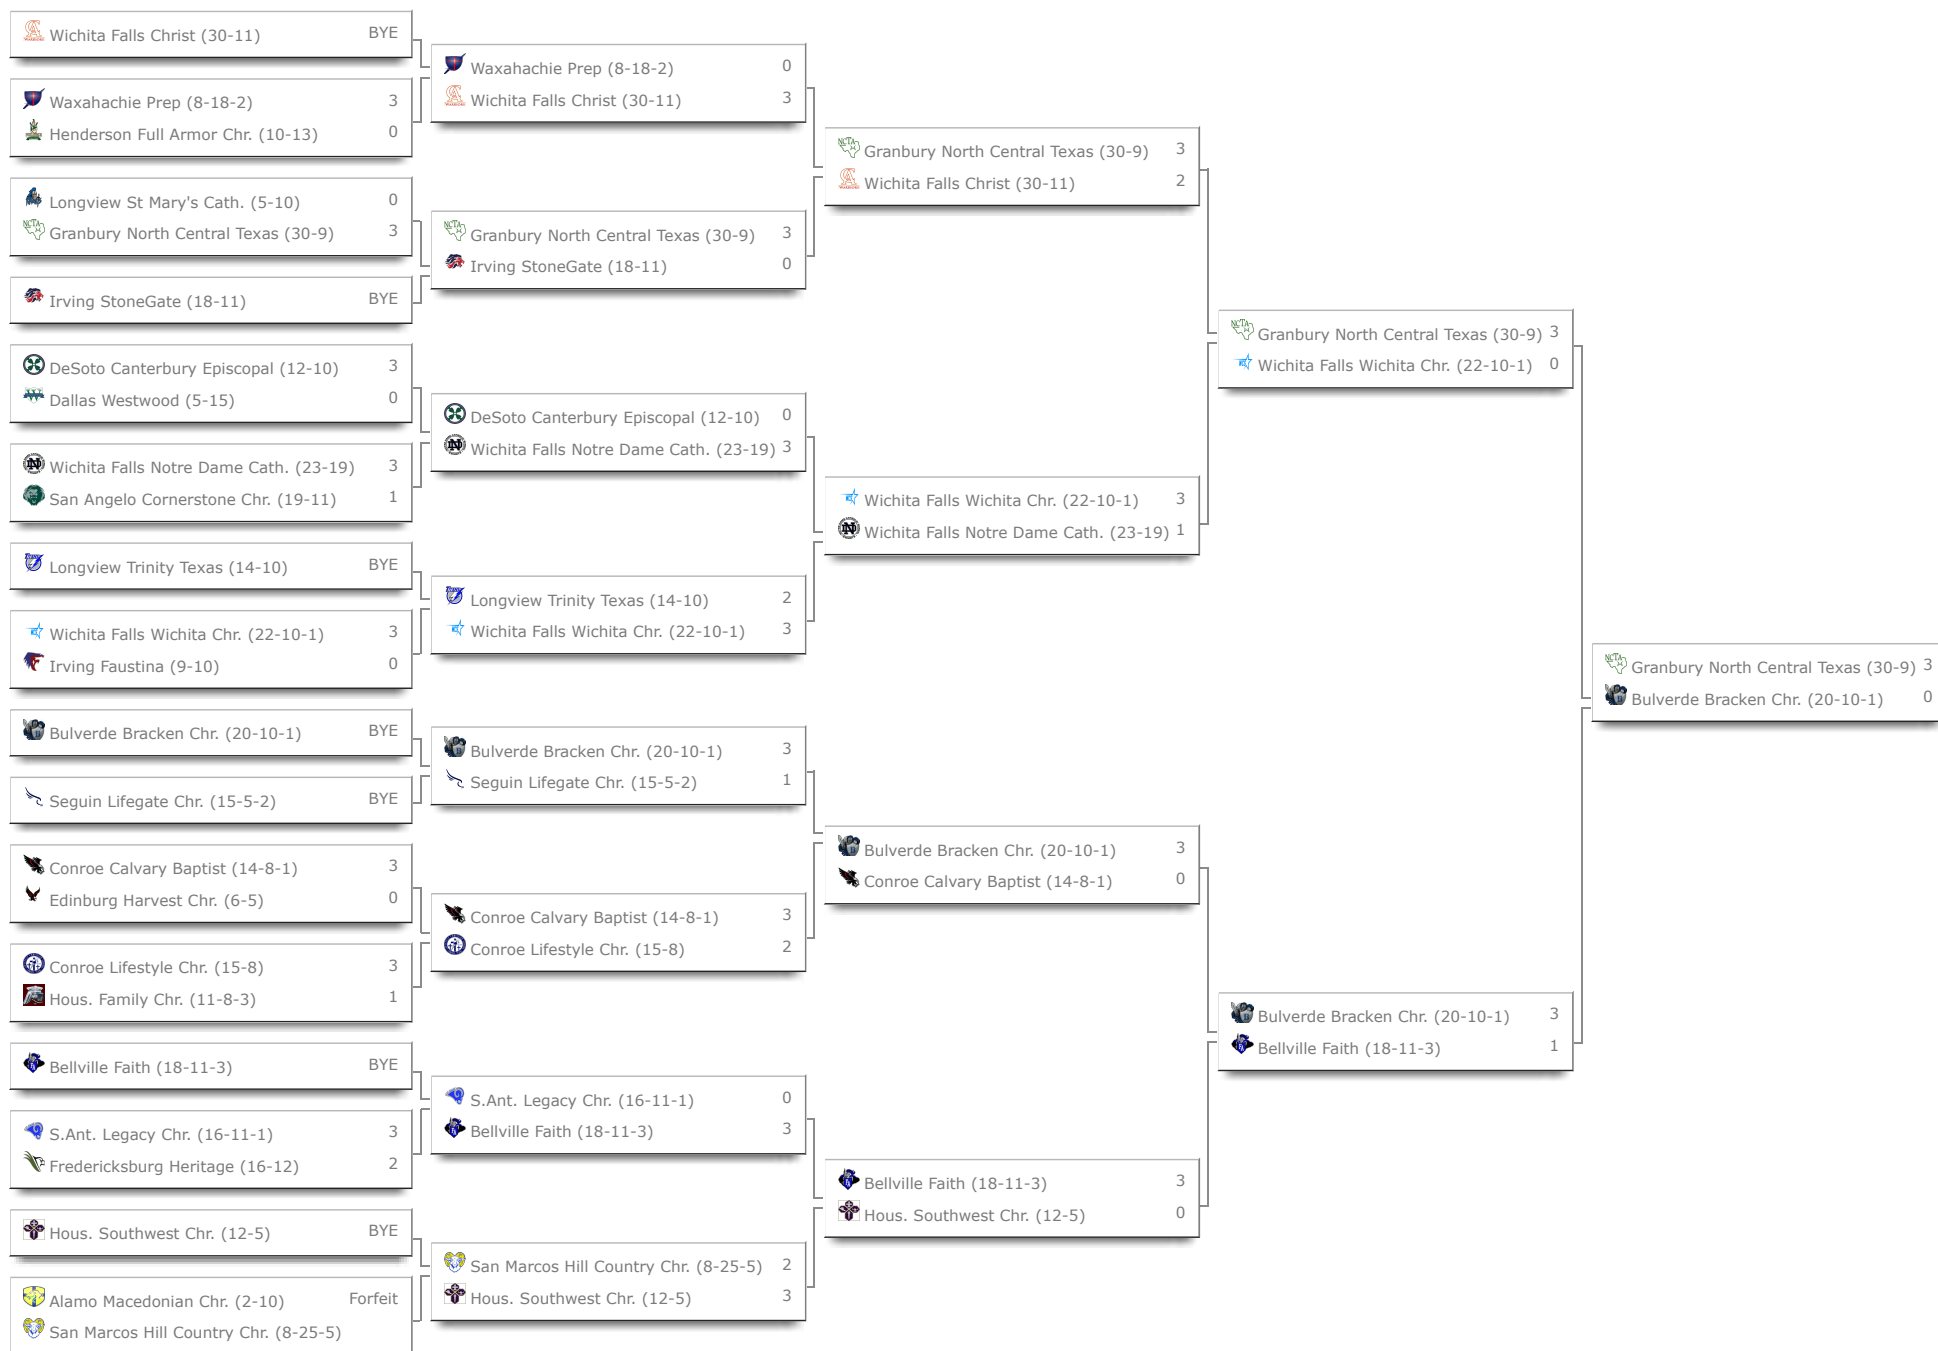 Wichita Falls Christ (30-11) BYE
Waxahachie Prep (8-18-2) 3
Henderson Full Armor Chr. (10-13) 0
Longview St Mary's Cath. (5-10) 0
Granbury North Central Texas (30-9) 3
Irving StoneGate (18-11) BYE
DeSoto Canterbury Episcopal (12-10) 3
Dallas Westwood (5-15) 0
Wichita Falls Notre Dame Cath. (23-19) 3
San Angelo Cornerstone Chr. (19-11) 1
Longview Trinity Texas (14-10) BYE
Wichita Falls Wichita Chr. (22-10-1) 3
Irving Faustina (9-10) 0
Bulverde Bracken Chr. (20-10-1) BYE
Seguin Lifegate Chr. (15-5-2) BYE
Conroe Calvary Baptist (14-8-1) 3
Edinburg Harvest Chr. (6-5) 0
Conroe Lifestyle Chr. (15-8) 3
Hous. Family Chr. (11-8-3) 1
Bellville Faith (18-11-3) BYE
S.Ant. Legacy Chr. (16-11-1) 3
Fredericksburg Heritage (16-12) 2
Hous. Southwest Chr. (12-5) BYE
Alamo Macedonian Chr. (2-10) Forfeit
San Marcos Hill Country Chr. (8-25-5)
Waxahachie Prep (8-18-2) 0
Wichita Falls Christ (30-11) 3
Granbury North Central Texas (30-9) 3
Irving StoneGate (18-11) 0
DeSoto Canterbury Episcopal (12-10) 0
Wichita Falls Notre Dame Cath. (23-19) 3
Longview Trinity Texas (14-10) 2
Wichita Falls Wichita Chr. (22-10-1) 3
Bulverde Bracken Chr. (20-10-1) 3
Seguin Lifegate Chr. (15-5-2) 1
Conroe Calvary Baptist (14-8-1) 3
Conroe Lifestyle Chr. (15-8) 2
S.Ant. Legacy Chr. (16-11-1) 0
Bellville Faith (18-11-3) 3
San Marcos Hill Country Chr. (8-25-5) 2
Hous. Southwest Chr. (12-5) 3
Granbury North Central Texas (30-9) 3
Wichita Falls Christ (30-11) 2
Wichita Falls Wichita Chr. (22-10-1) 3
Wichita Falls Notre Dame Cath. (23-19) 1
Bulverde Bracken Chr. (20-10-1) 3
Conroe Calvary Baptist (14-8-1) 0
Bellville Faith (18-11-3) 3
Hous. Southwest Chr. (12-5) 0
Granbury North Central Texas (30-9) 3
Wichita Falls Wichita Chr. (22-10-1) 0
Bulverde Bracken Chr. (20-10-1) 3
Bellville Faith (18-11-3) 1
Granbury North Central Texas (30-9) 3
Bulverde Bracken Chr. (20-10-1) 0